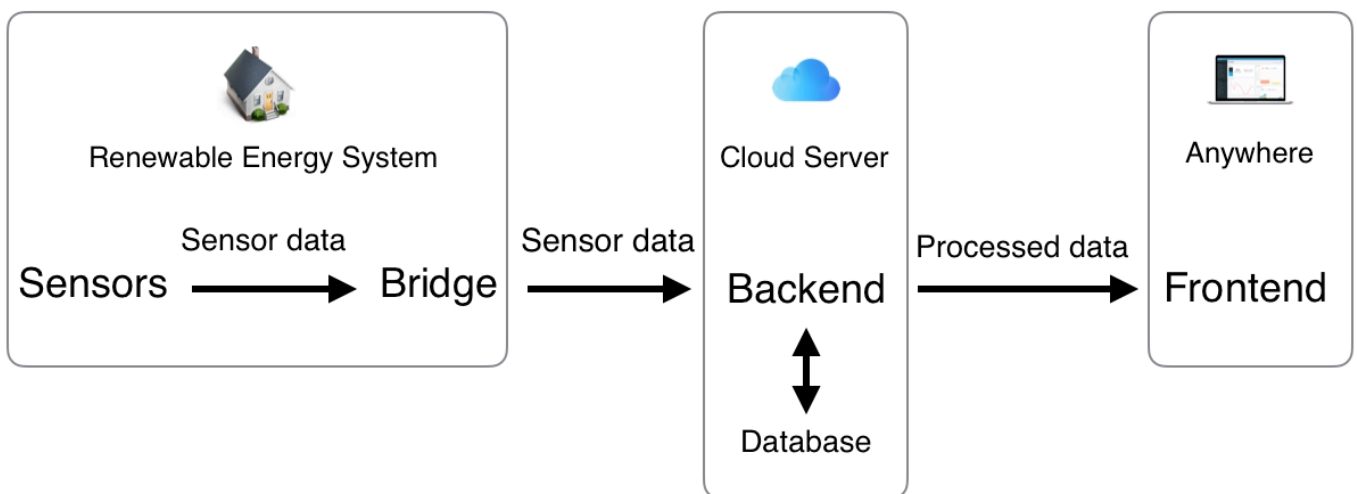 Renewable Energy System
Sensor data
Sensors
Bridge
Sensor data
Cloud Server
Backend
Database
Processed data
Anywhere
Frontend